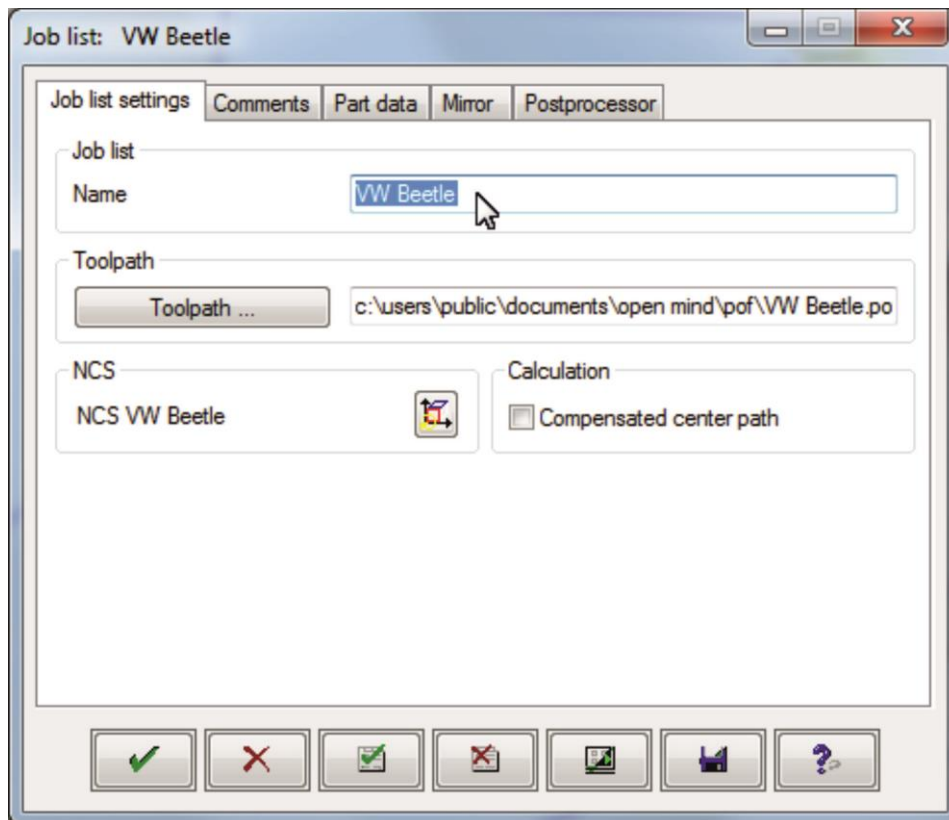 Job list: VW Beetle
Job list settings Comments Part data Mirror Postprocessor
Job list
Name VW Beetle
Toolpath
Toolpath ... c:\users\public\documents\open mind\pof\VW Beetle.po
NCS Calculation
NCS VW Beetle Compensated center path